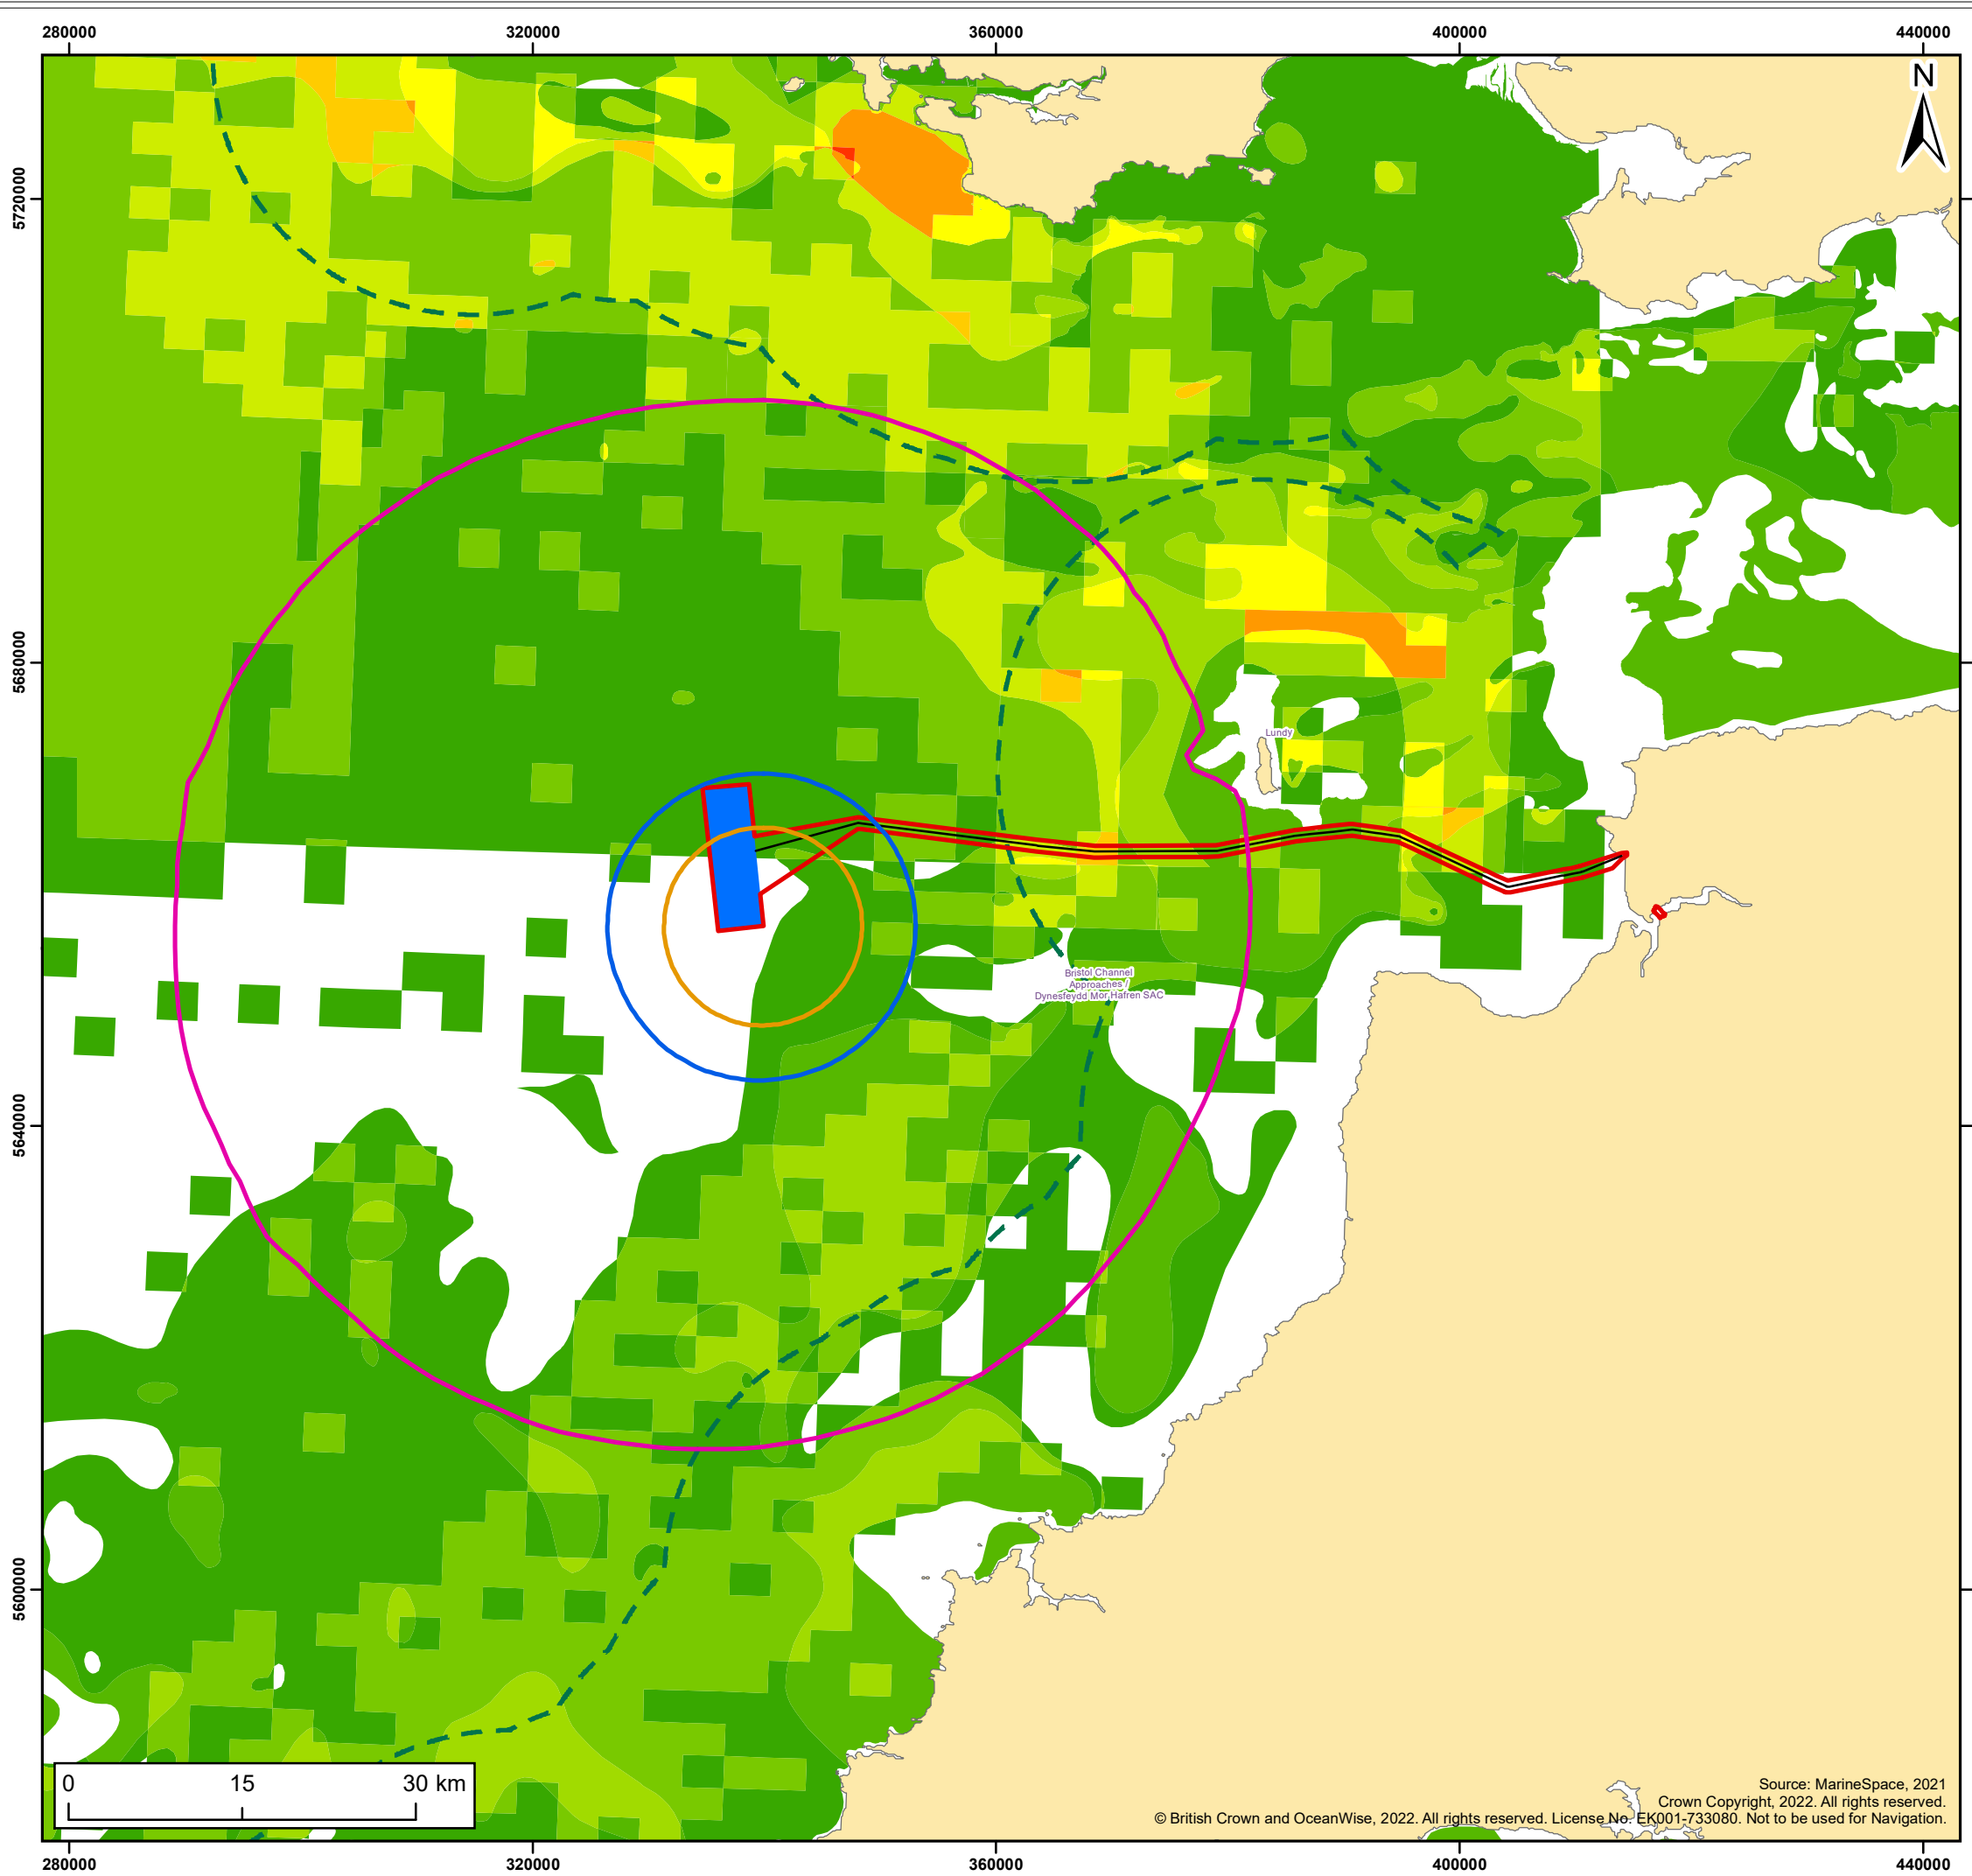 280000 320000 360000 400000 440000
N
5720000
5680000
5640000
5600000
Lundy
Bristol Channel
Approaches /
Dynesfeydd Mor Hafren SAC
0 15 30 km
Source: MarineSpace, 2021
Crown Copyright, 2022. All rights reserved.
© British Crown and OceanWise, 2022. All rights reserved. License No. EK001-733080. Not to be used for Navigation.
280000 320000 360000 400000 440000